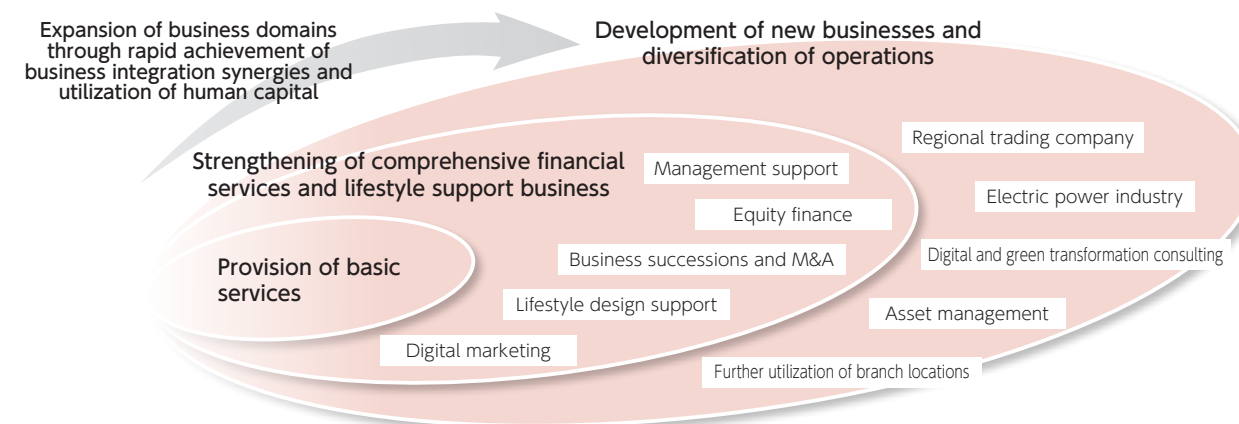 Expansion of business domains
through rapid achievement of
business integration synergies and
utilization of human capital
Development of new businesses and
diversification of operations
Strengthening of comprehensive financial
services and lifestyle support business
Provision of basic
services
Management support
Equity finance
Business successions and M&A
Lifestyle design support
Digital marketing
Regional trading company
Electric power industry
Digital and green transformation consulting
Asset management
Further utilization of branch locations